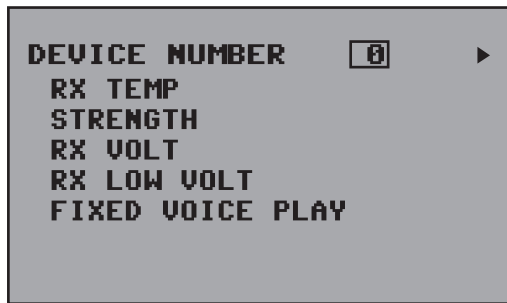 DEVICE NUMBER 0 ▶
RX TEMP
STRENGTH
RX VOLT
RX LOW VOLT
FIXED VOICE PLAY